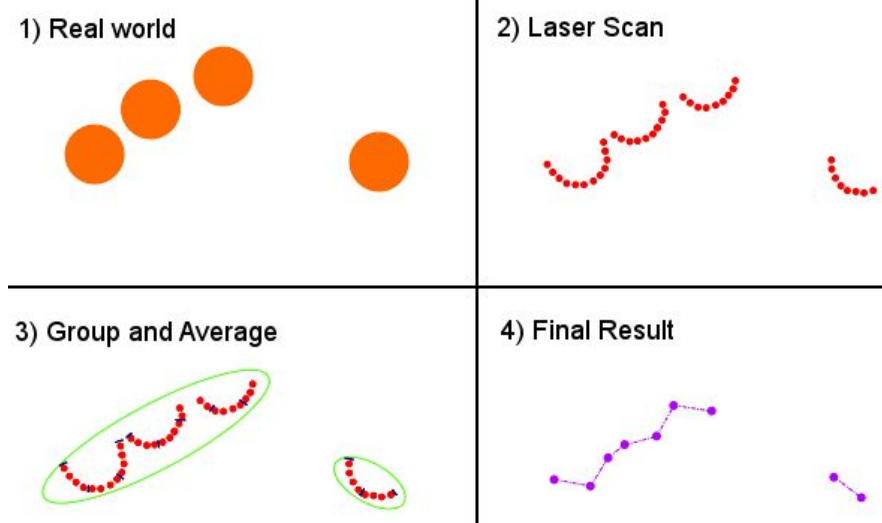 1) Real world
2) Laser Scan
3) Group and Average
4) Final Result